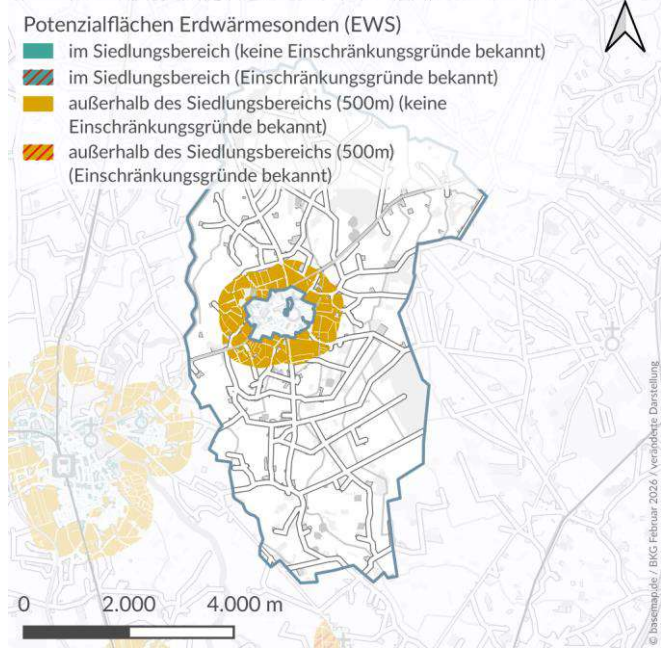 Potenzialflächen Erdwärmesonden (EWS)
im Siedlungsbereich (keine Einschränkungsgründe bekannt)
im Siedlungsbereich (Einschränkungsgründe bekannt)
außerhalb des Siedlungsbereichs (500m) (keine
Einschränkungsgründe bekannt)
außerhalb des Siedlungsbereichs (500m)
(Einschränkungsgründe bekannt)
0 2.000 4.000 m
© basemap.de / BKG Februar 2026 / veränderte Darstellung